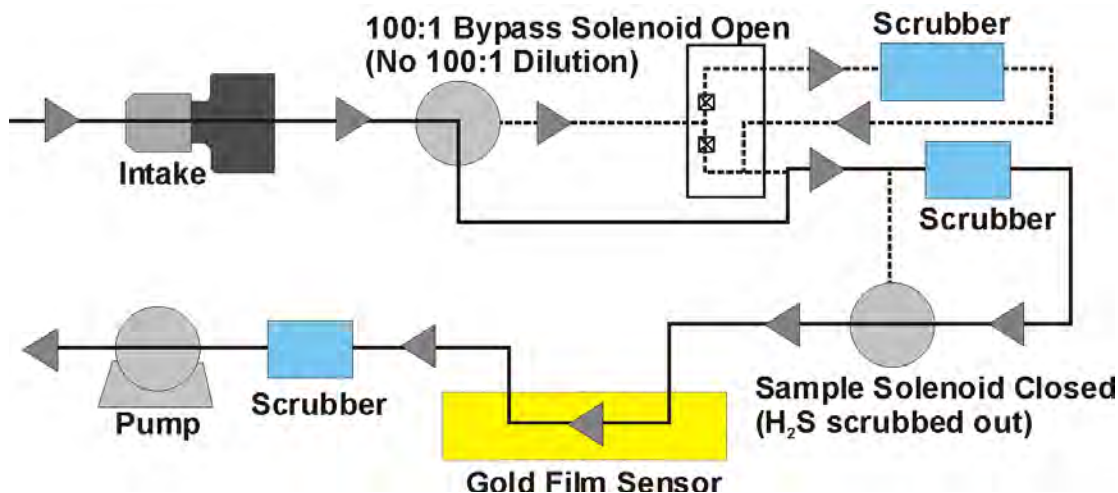 100:1 Bypass Solenoid Open
(No 100:1 Dilution)
Scrubber
Intake
Scrubber
Sample Solenoid Closed
(H₂S scrubbed out)
Pump
Scrubber
Gold Film Sensor